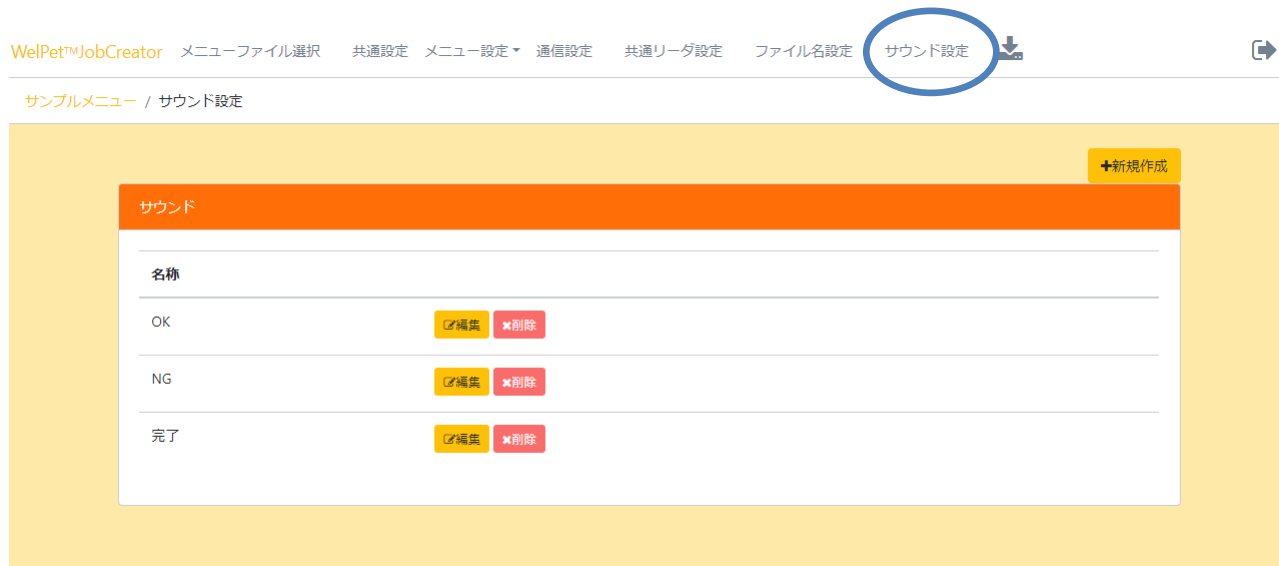 WelPet™JobCreator メニューファイル選択 共通設定 メニュー設定 通信設定 共通リーダ設定 ファイル名設定 サウンド設定
サンプルメニュー / サウンド設定
新規作成
サウンド
名称
OK 編集 削除
NG 編集 削除
完了 編集 削除